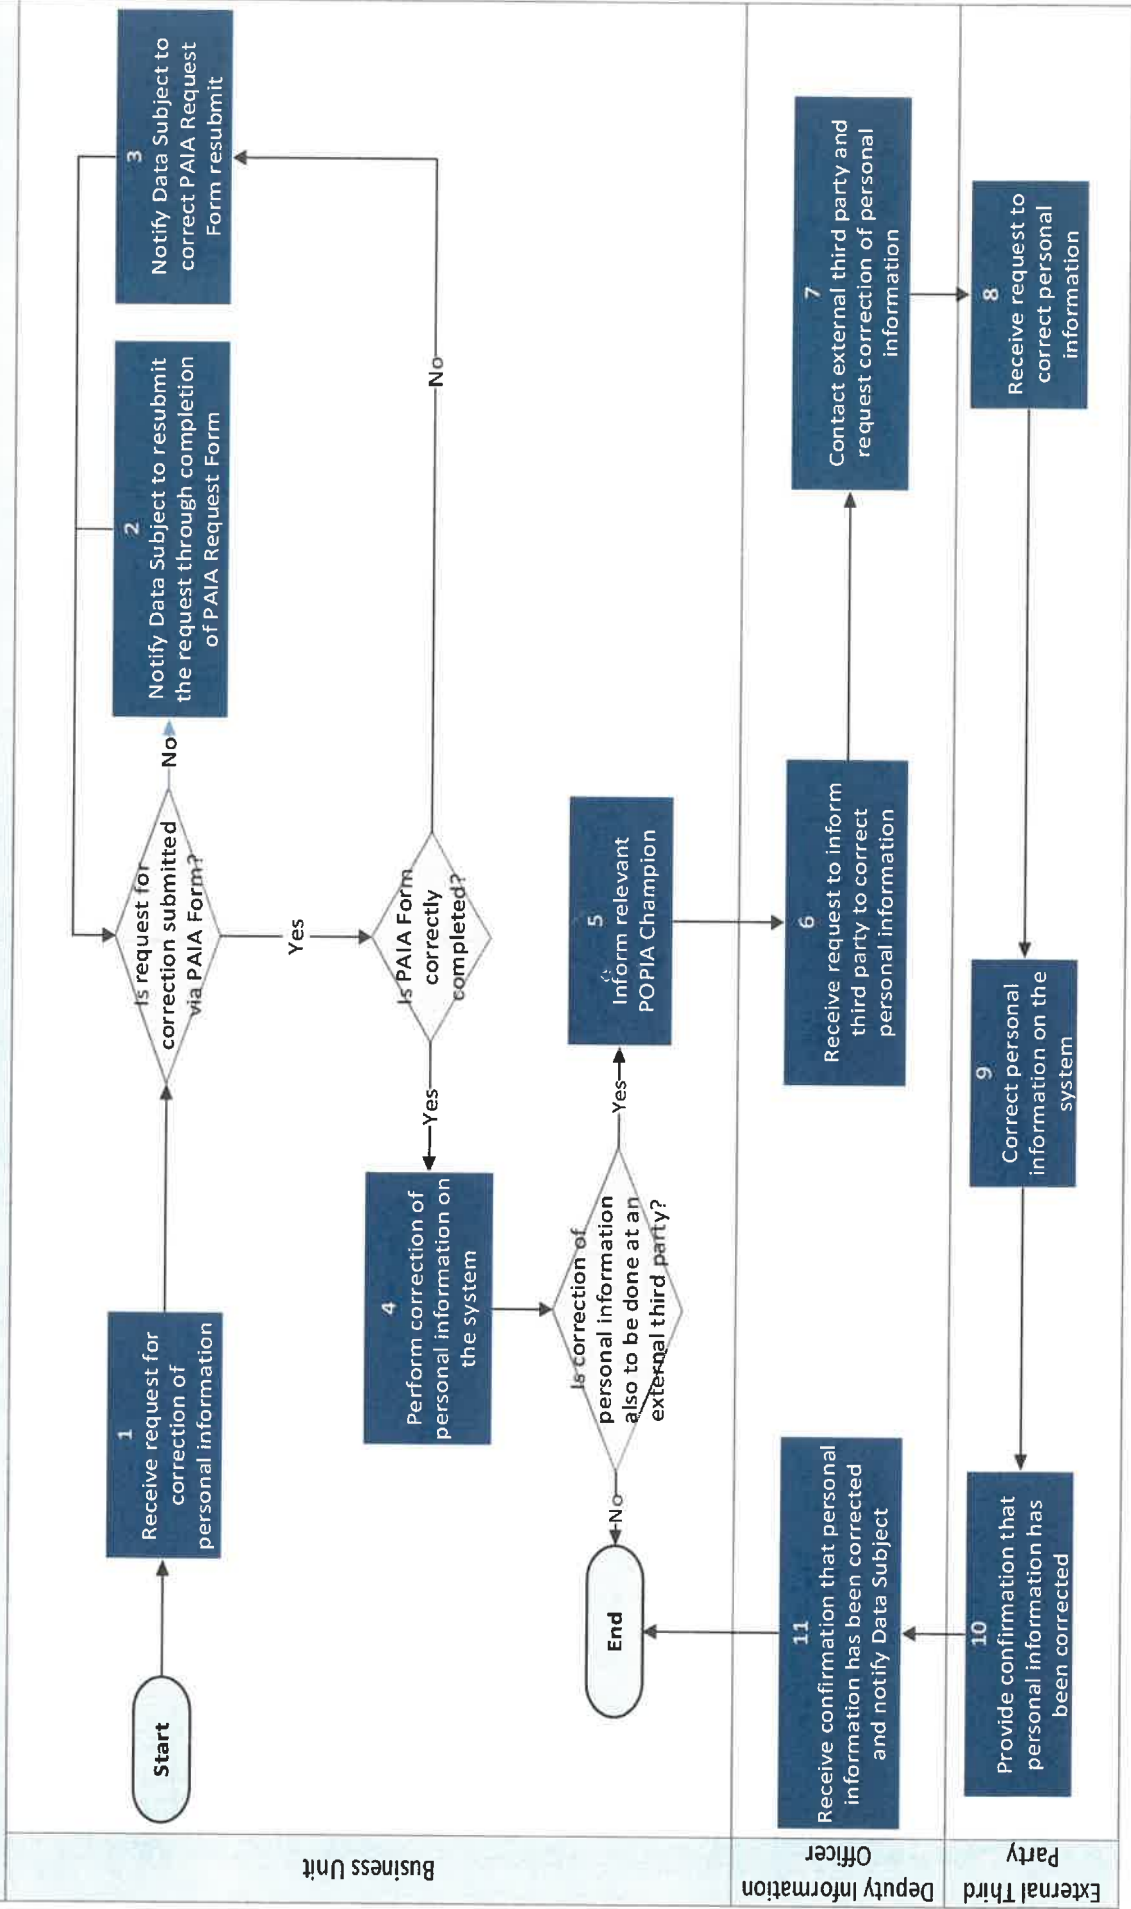 Business Unit
Start
1
Receive request for
correction of
personal information
Is request for
correction submitted
via PAIA Form?
No
2
Notify Data Subject to resubmit
the request through completion
of PAIA Request Form
3
Notify Data Subject to
correct PAIA Request
Form resubmit
Yes
Is PAIA Form
correctly
completed?
No
Yes
4
Perform correction of
personal information on
the system
Is correction of
personal information
also to be done at an
external third party?
No
End
Yes
5
Inform relevant
POPIA Champion
Deputy Information
Officer
6
Receive request to inform
third party to correct
personal information
7
Contact external third party and
request correction of personal
information
11
Receive confirmation that personal
information has been corrected
and notify Data Subject
External Third
Party
8
Receive request to
correct personal
information
9
Correct personal
information on the
system
10
Provide confirmation that
personal information has
been corrected